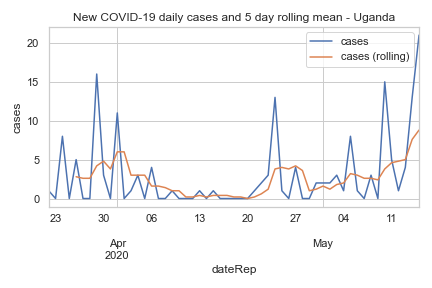 New COVID-19 daily cases and 5 day rolling mean - Uganda
cases
cases (rolling)
20
15
10
5
0
cases
23 30 06 13 20 27 04 11
Apr May
2020
dateRep